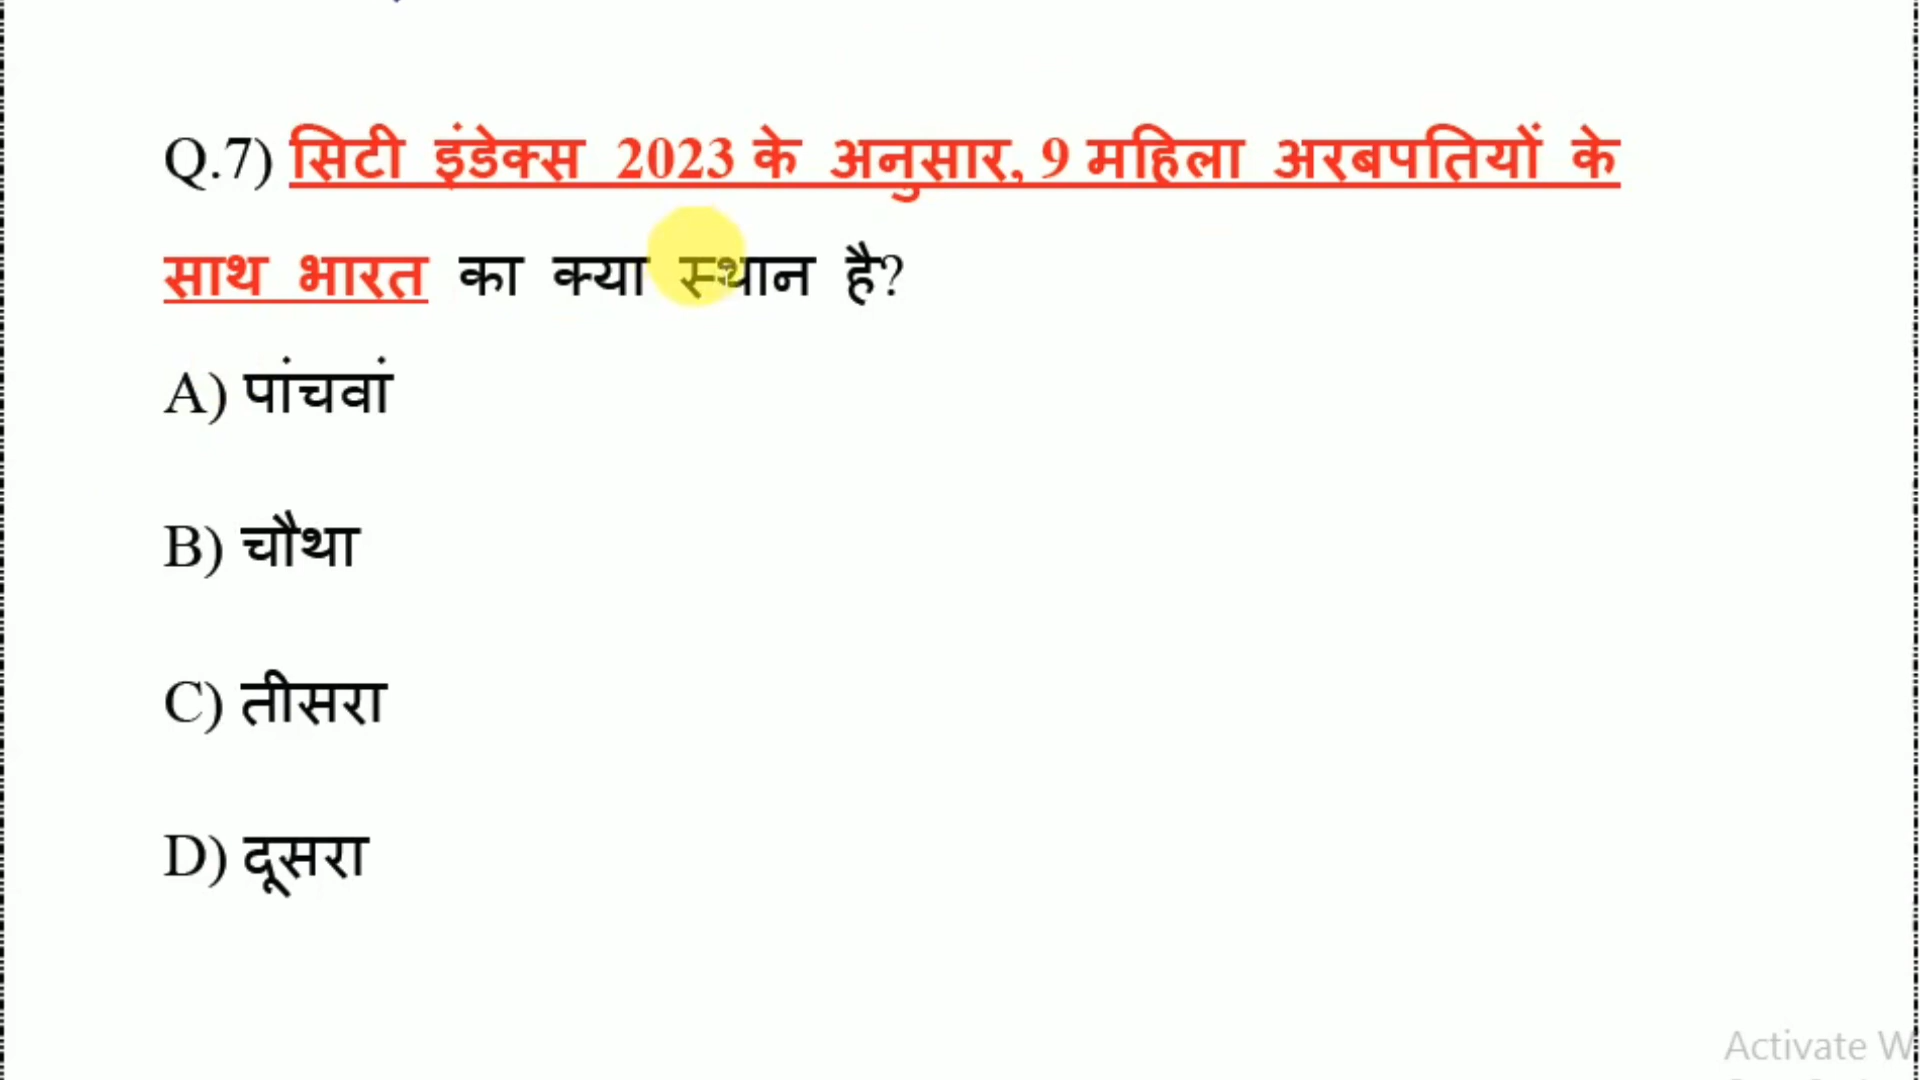 Q.7) सिटी इंडेक्स 2023 के अनुसार, 9 महिला अरबपतियों के
साथ भारत का क्या स्थान है?
A) पांचवां
B) चौथा
C) तीसरा
D) दूसरा
Activate W